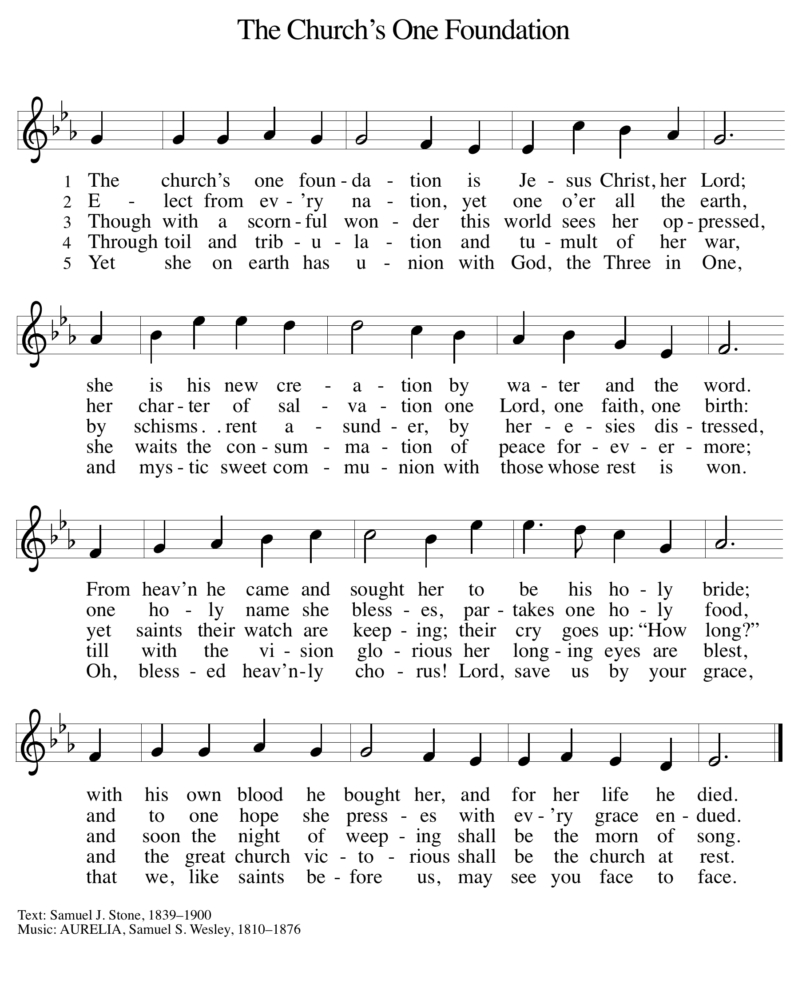 The Church’s One Foundation
1 The church’s one foun - da - tion is Je - sus Christ, her Lord;
2 E - lect from ev - ’ry na - tion, yet one o’er all the earth,
3 Though with a scorn - ful won - der this world sees her op - pressed,
4 Through toil and trib - u - la - tion and tu - mult of her war,
5 Yet she on earth has u - nion with God, the Three in One,
she is his new cre - a - tion by wa - ter and the word.
her char - ter of sal - va - tion one Lord, one faith, one birth:
by schisms . . rent a - sund - er, by her - e - sies dis - tressed,
she waits the con - sum - ma - tion of peace for - ev - er - more;
and mys - tic sweet com - mu - nion with those whose rest is won.
From heav’n he came and sought her to be his ho - ly bride;
one ho - ly name she bless - es, par - takes one ho - ly food,
yet saints their watch are keep - ing; their cry goes up: “How long?”
till with the vi - sion glo - rious her long - ing eyes are blest,
Oh, bless - ed heav’n - ly cho - rus! Lord, save us by your grace,
with his own blood he bought her, and for her life he died.
and to one hope she press - es with ev - ’ry grace en - dued.
and soon the night of weep - ing shall be the morn of song.
and the great church vic - to - rious shall be the church at rest.
that we, like saints be - fore us, may see you face to face.
Text: Samuel J. Stone, 1839–1900
Music: AURELIA, Samuel S. Wesley, 1810–1876